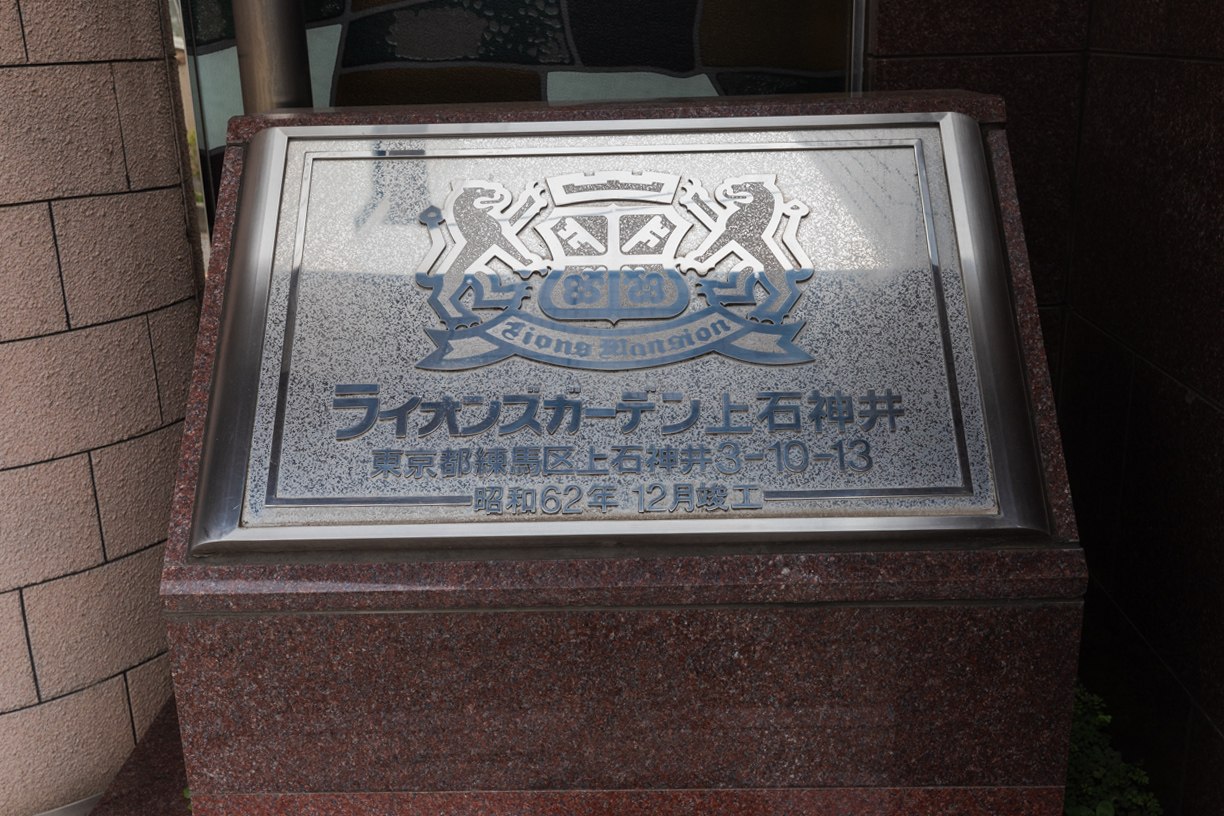 Lions Mansion
ライオンズガーデン上石神井
東京都練馬区上石神井3-10-13
昭和62年 12月竣工